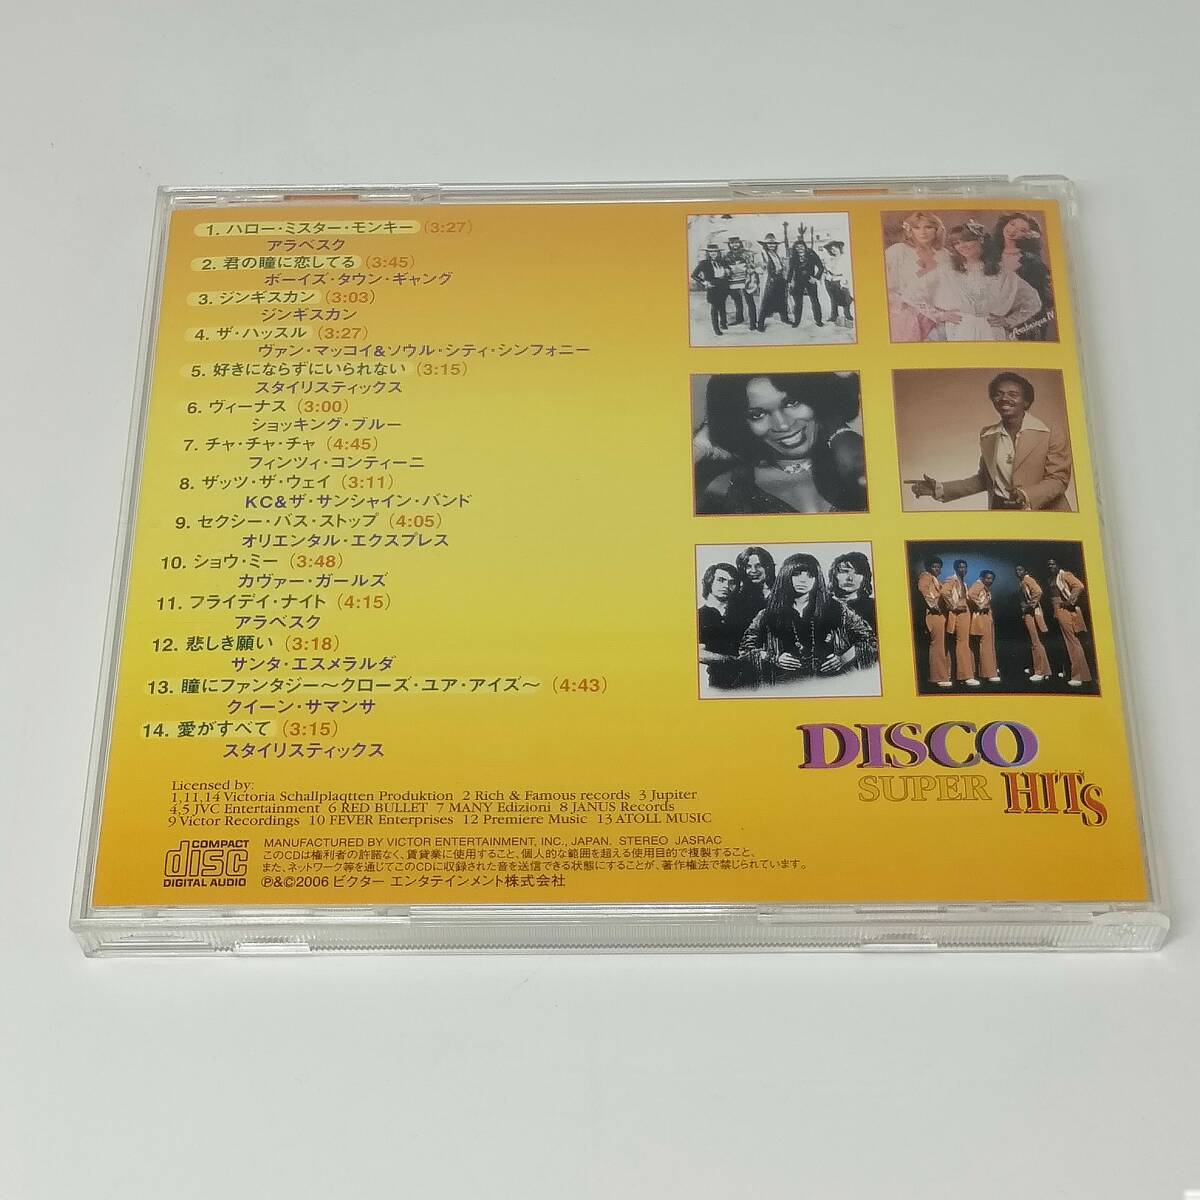 1. ハロー・ミスター・モンキー (3:27)
アラベスク
2. 君の瞳に恋してる (3:45)
ボーイズ・タウン・ギャング
3. ジンギスカン (3:03)
ジンギスカン
4. ザ・ハッスル (3:27)
ヴァン・マッコイ&ソウル・シティ・シンフォニー
5. 好きにならずにいられない (3:15)
スタイリスティックス
6. ヴィーナス (3:00)
ショッキング・ブルー
7. チャ・チャ・チャ (4:45)
フィンツィ・コンティーニ
8. ザッツ・ザ・ウェイ (3:11)
KC&ザ・サンシャイン・バンド
9. セクシー・バス・ストップ (4:05)
オリエンタル・エクスプレス
10. ショウ・ミー (3:48)
カヴァー・ガールズ
11. フライデイ・ナイト (4:15)
アラベスク
12. 悲しき願い (3:18)
サンタ・エスメラルダ
13. 瞳にファンタジー〜クローズ・ユア・アイズ〜 (4:43)
クイーン・サマンサ
14. 愛がすべて (3:15)
スタイリスティックス
Arabesque IV
DISCO
SUPER HITS
Licensed by:
1,11,14 Victoria Schallplaqtten Produktion 2 Rich & Famous records 3 Jupiter
4,5 JVC Entertainment 6 RED BULLET 7 MANY Edizioni 8 JANUS Records
9 Victor Recordings 10 FEVER Enterprises 12 Premiere Music 13 ATOLL MUSIC
COMPACT
disc
DIGITAL AUDIO
MANUFACTURED BY VICTOR ENTERTAINMENT, INC., JAPAN. STEREO JASRAC
このCDは権利者の許諾なく、賃貸業に使用すること、個人的な範囲を超える使用目的で複製すること、
また、ネットワーク等を通じてこのCDに収録された音を送信できる状態にすることが、著作権法で禁じられています。
℗&©2006 ビクター エンタテインメント株式会社